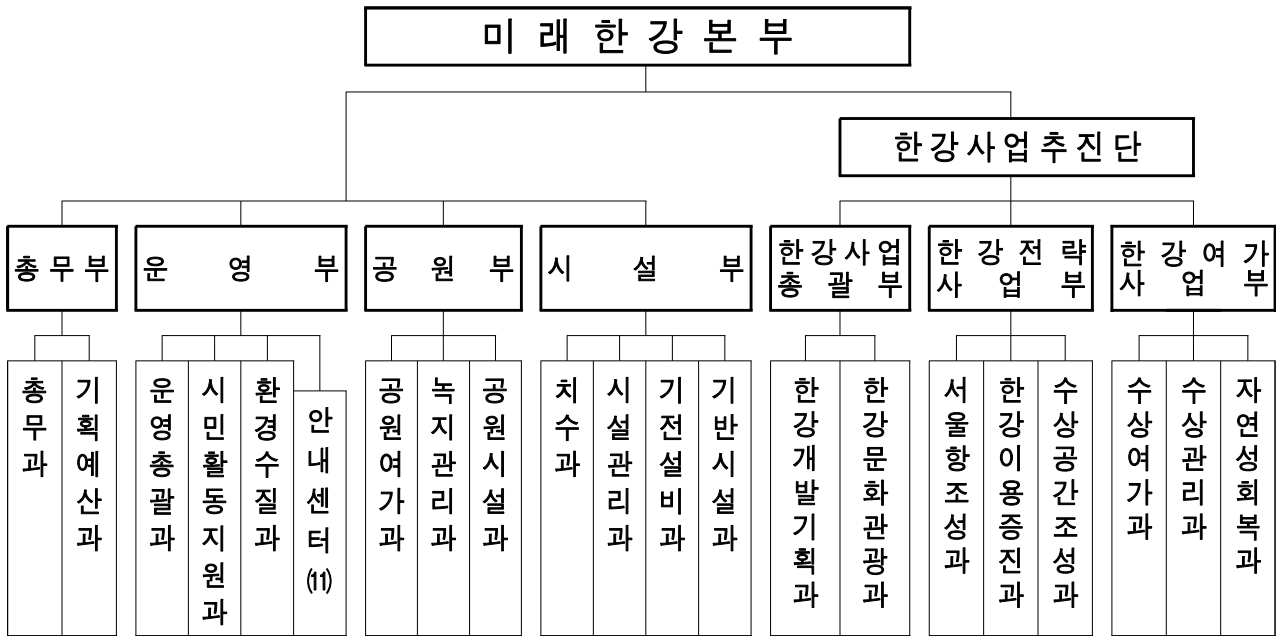 미래한강본부
한강사업추진단
총무부
운영부
공원부
시설부
한강사업
총괄부
한강전략
사업부
한강여가
사업부
총무과
기획예산과
운영총괄과
시민활동지원과
환경수질과
안내센터(11)
공원여가과
녹지관리과
공원시설과
치수과
시설관리과
기전설비과
기반시설과
한강개발기획과
한강문화관광과
서울항조성과
한강이용증진과
수상공간조성과
수상여가과
수상관리과
자연성회복과